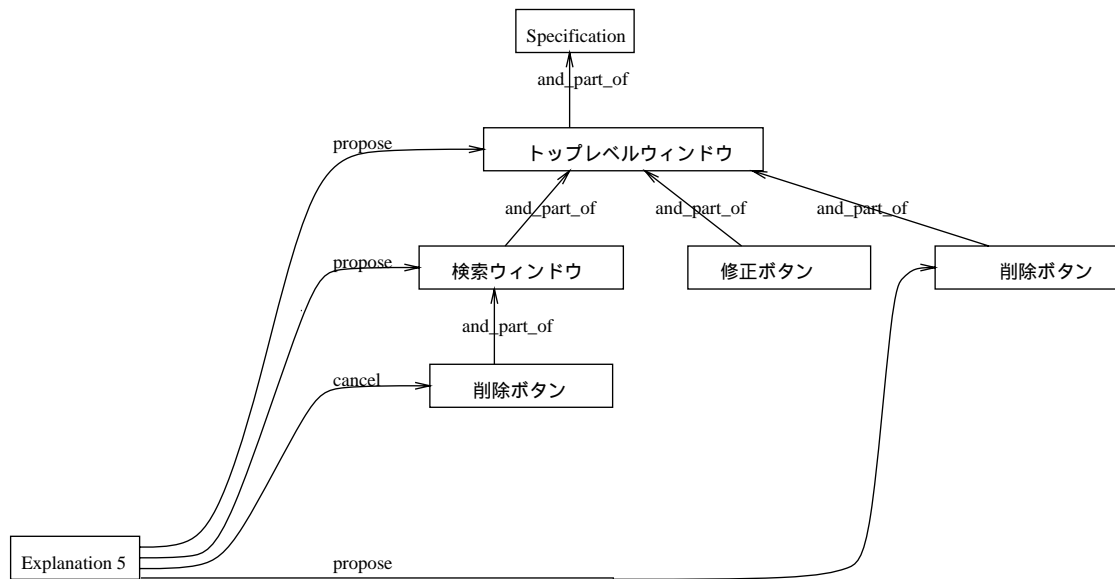 Specification
and_part_of
propose
トップレベルウィンドウ
and_part_of
and_part_of
and_part_of
propose
検索ウィンドウ
修正ボタン
削除ボタン
and_part_of
cancel
削除ボタン
Explanation 5
propose